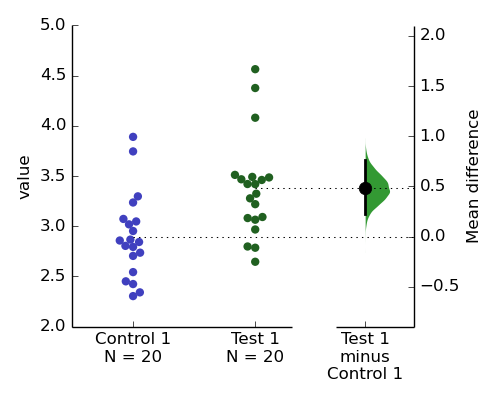 5.0
4.5
4.0
3.5
3.0
2.5
2.0
value
Control 1
N = 20
Test 1
N = 20
2.0
1.5
1.0
0.5
0.0
−0.5
Mean difference
Test 1
minus
Control 1